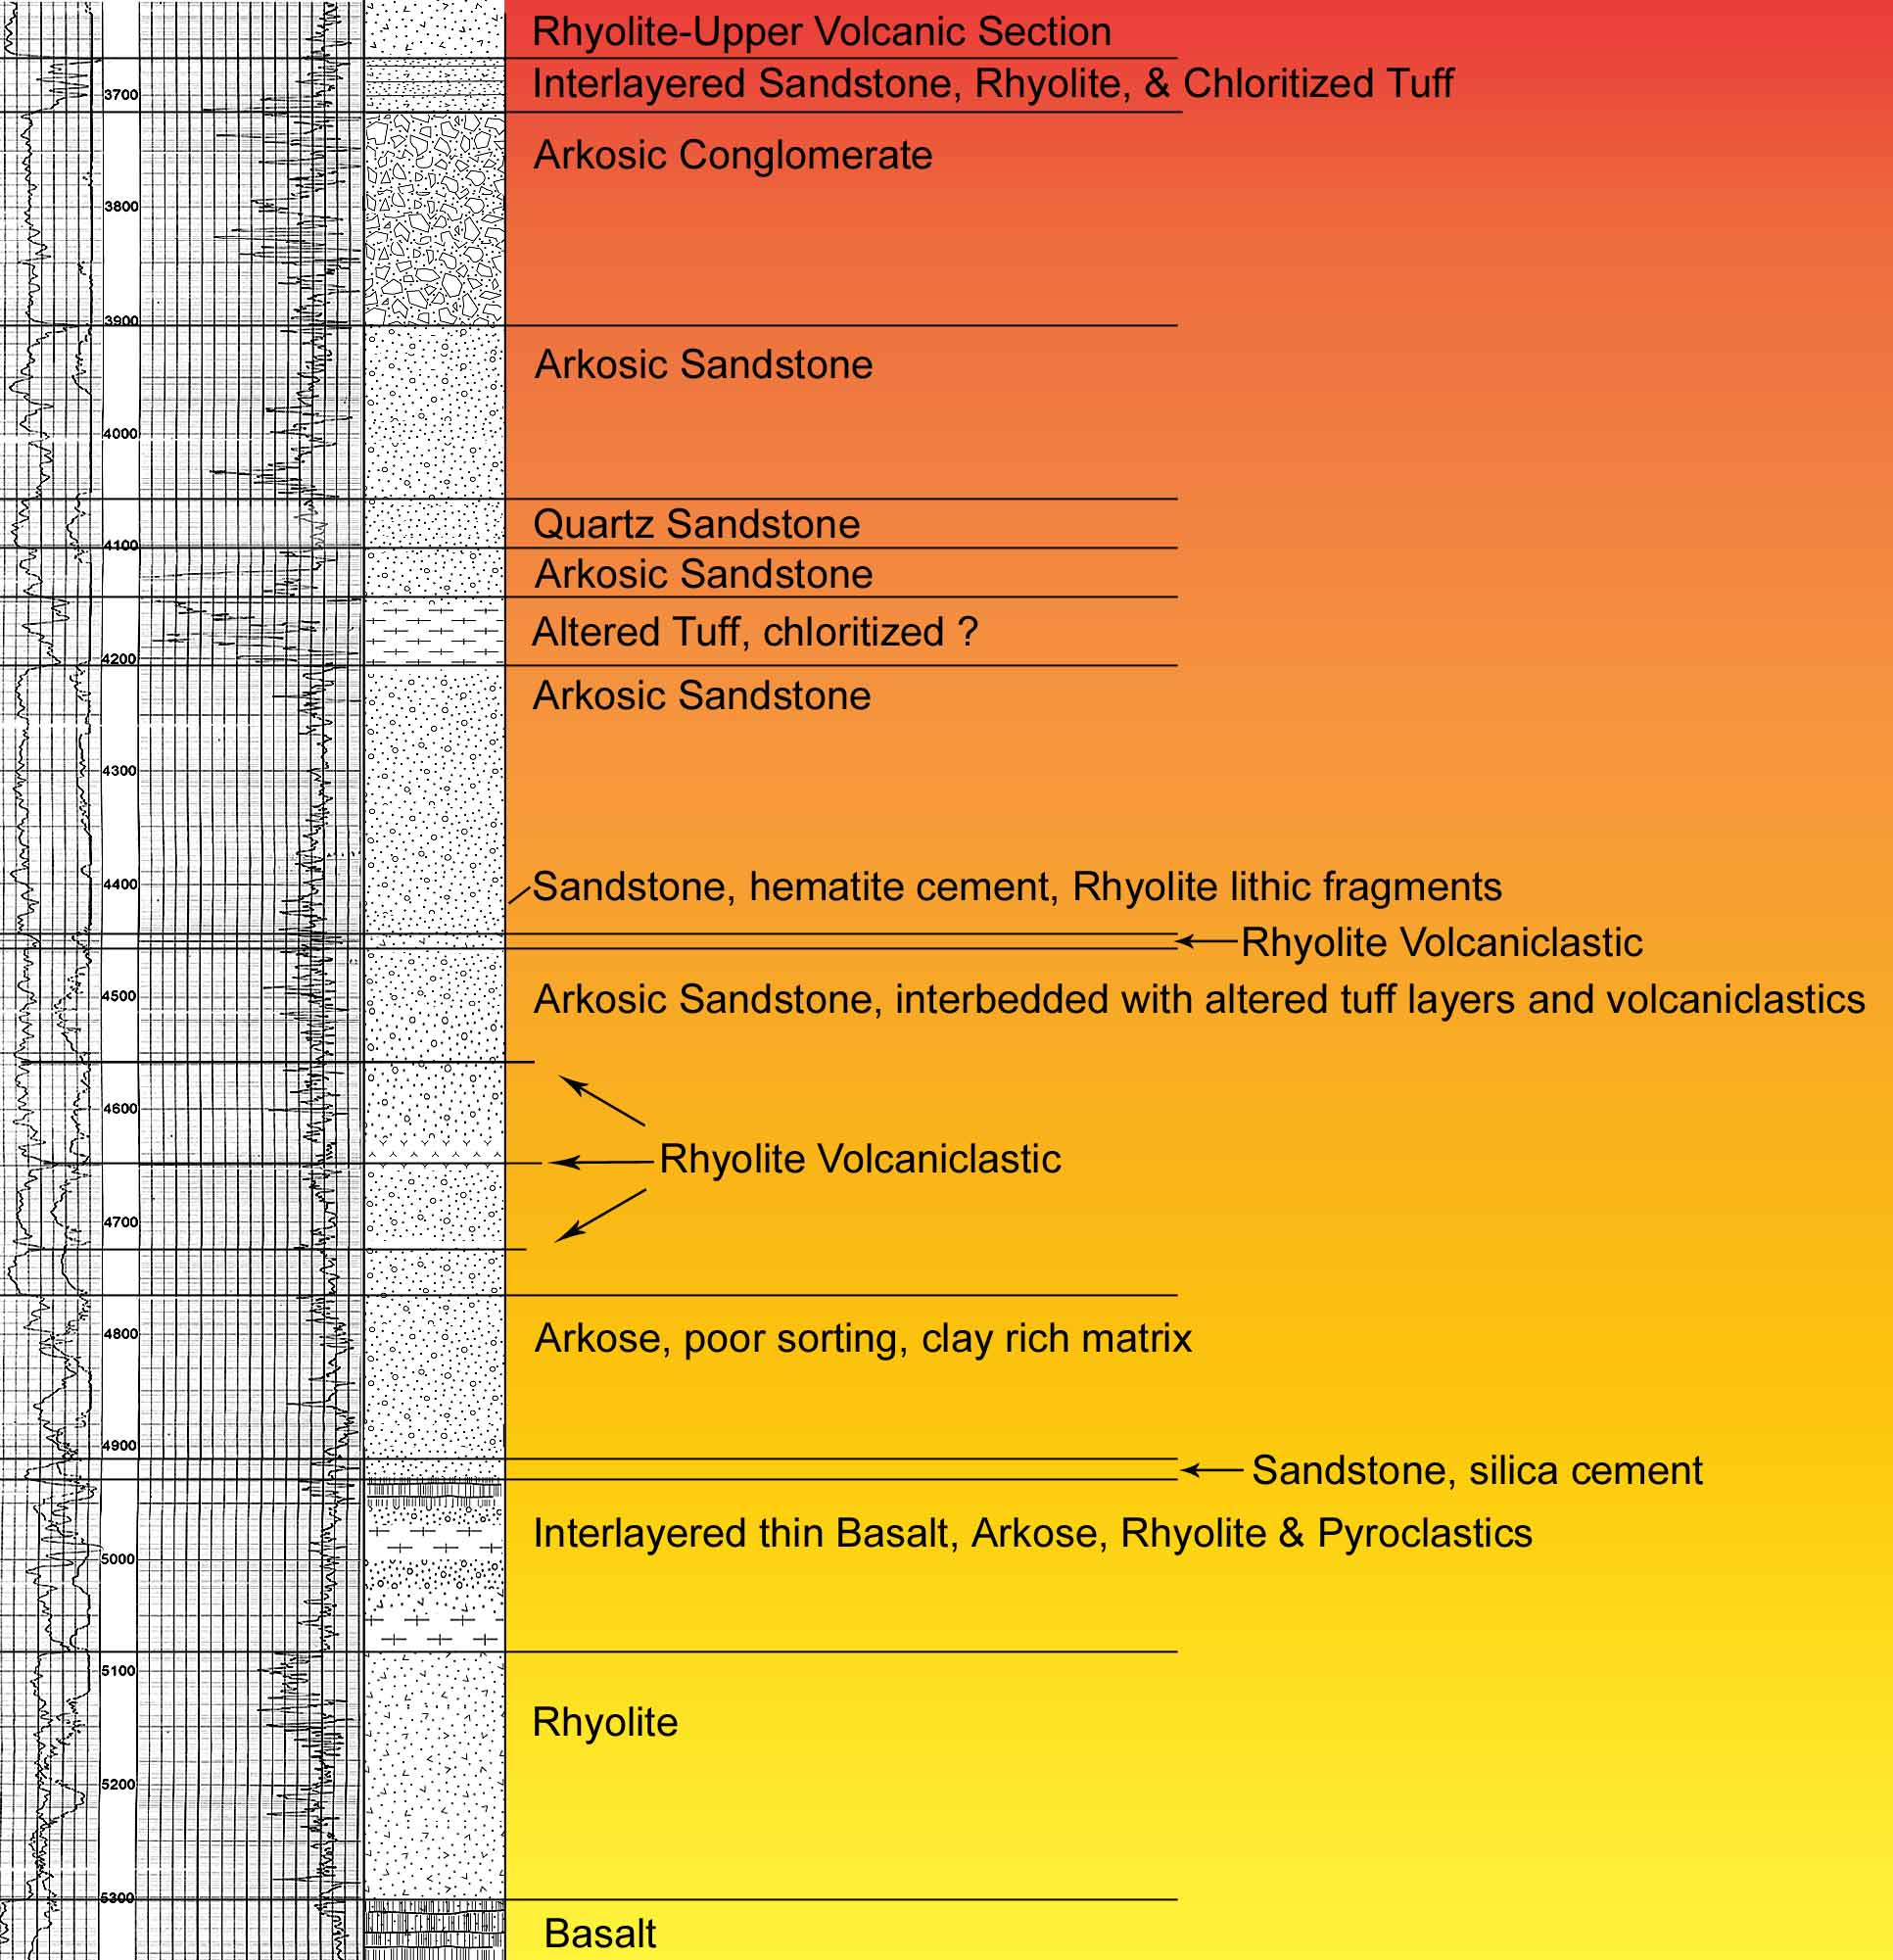 Rhyolite-Upper Volcanic Section
Interlayered Sandstone, Rhyolite, & Chloritized Tuff
3700
Arkosic Conglomerate
3800
3900
Arkosic Sandstone
4000
Quartz Sandstone
4100
Arkosic Sandstone
Altered Tuff, chloritized ?
4200
Arkosic Sandstone
4300
4400
Sandstone, hematite cement, Rhyolite lithic fragments
Rhyolite Volcaniclastic
4500
Arkosic Sandstone, interbedded with altered tuff layers and volcaniclastics
4600
Rhyolite Volcaniclastic
4700
4800
Arkose, poor sorting, clay rich matrix
4900
Sandstone, silica cement
Interlayered thin Basalt, Arkose, Rhyolite & Pyroclastics
5000
5100
Rhyolite
5200
5300
Basalt